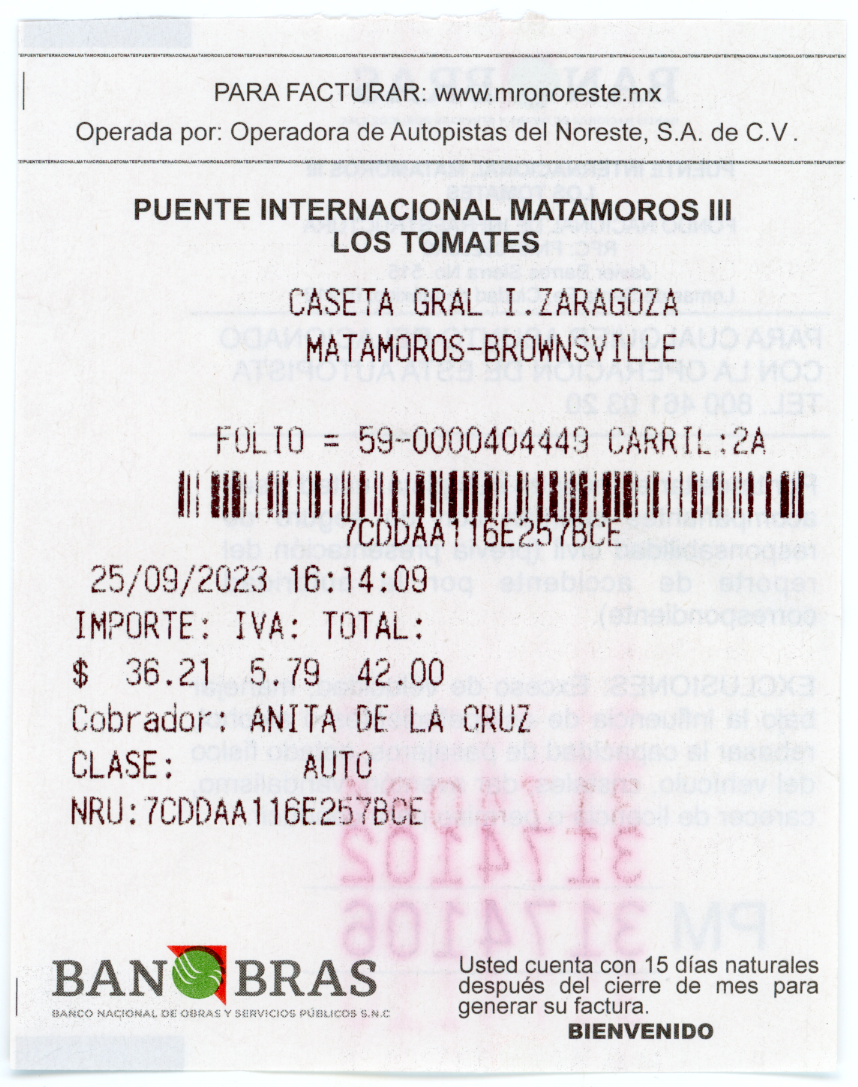 PARA FACTURAR: www.mronoreste.mx
Operada por: Operadora de Autopistas del Noreste, S.A. de C.V.
PUENTE INTERNACIONAL MATAMOROS III
LOS TOMATES
CASETA GRAL I.ZARAGOZA
MATAMOROS-BROWNSVILLE
FOLIO = 59-0000404449 CARRIL:2A
7CDDAA116E257BCE
25/09/2023 16:14:09
IMPORTE: IVA: TOTAL:
$ 36.21 5.79 42.00
Cobrador: ANITA DE LA CRUZ
CLASE: AUTO
NRU:7CDDAA116E257BCE
3174102
PM 3174106
BANOBRAS
BANCO NACIONAL DE OBRAS Y SERVICIOS PÚBLICOS S.N.C
Usted cuenta con 15 días naturales
después del cierre de mes para
generar su factura.
BIENVENIDO